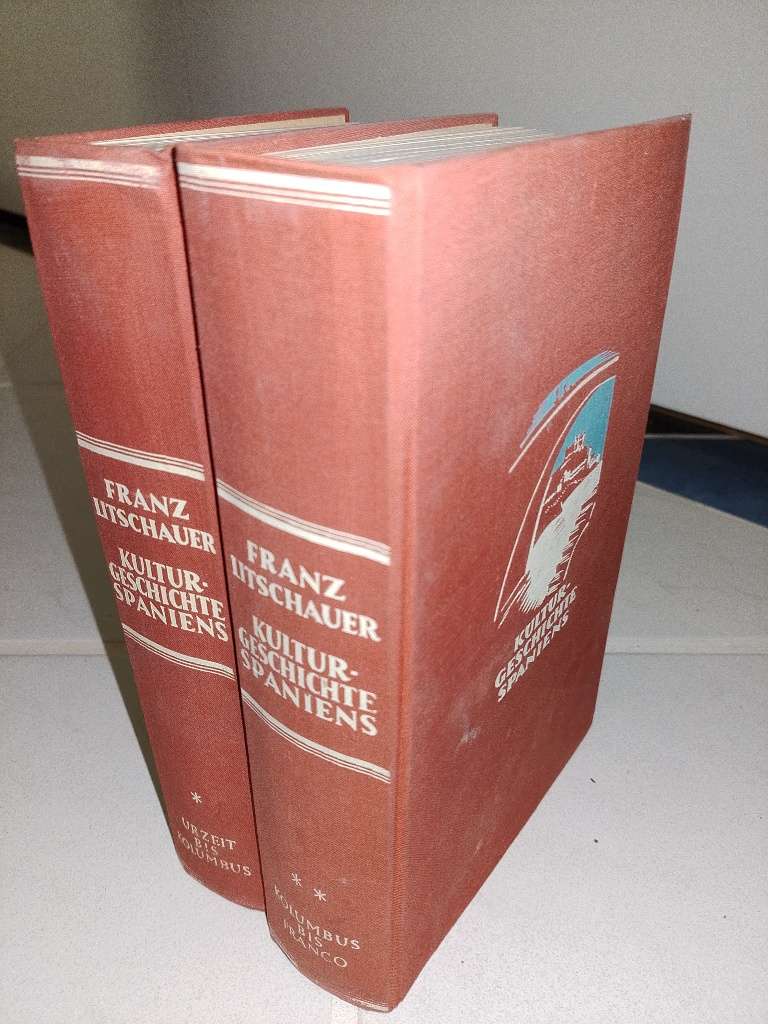 FRANZ
LITSCHAUER
KULTUR-
GESCHICHTE
SPANIENS
*
URZEIT
BIS
KOLUMBUS
FRANZ
LITSCHAUER
KULTUR-
GESCHICHTE
SPANIENS
* *
KOLUMBUS
BIS
FRANCO
KULTUR-
GESCHICHTE
SPANIENS